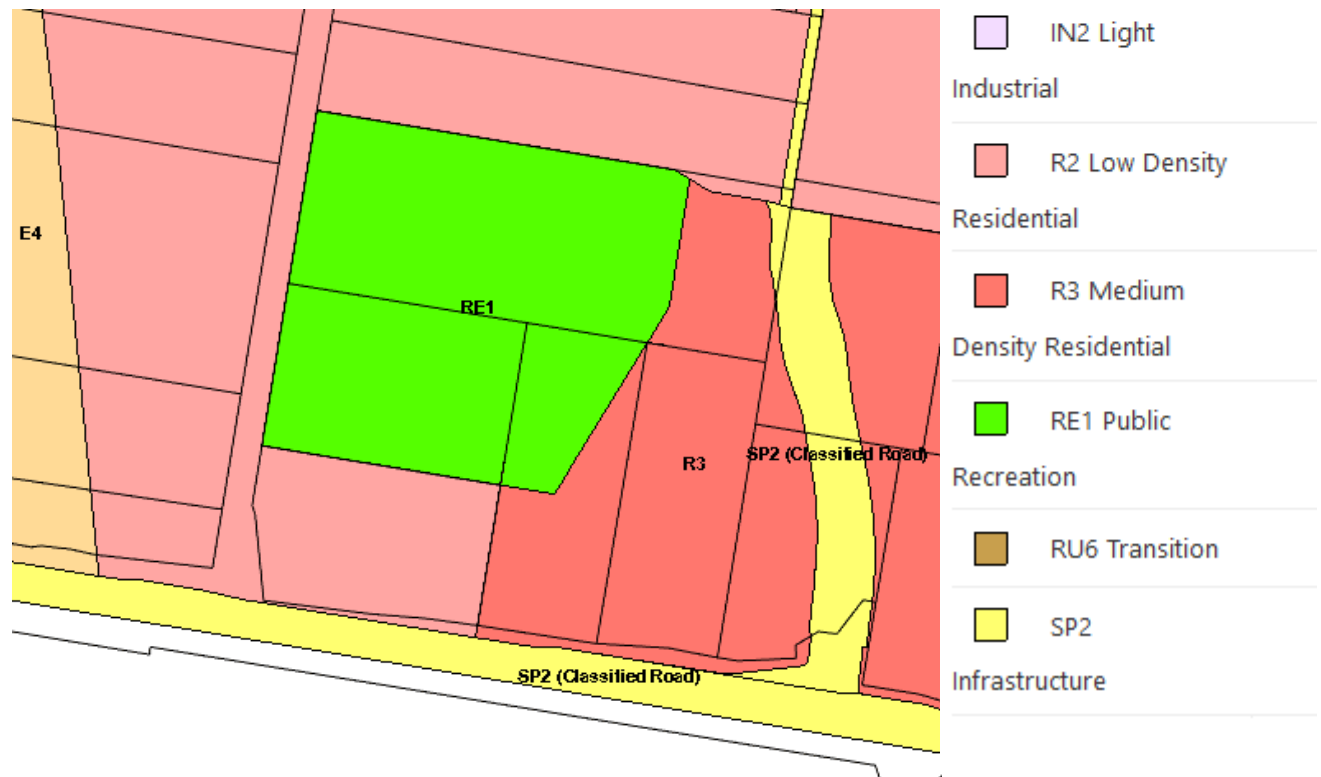 E4
RE1
R3
SP2 (Classified Road)
SP2 (Classified Road)
IN2 Light
Industrial
R2 Low Density
Residential
R3 Medium
Density Residential
RE1 Public
Recreation
RU6 Transition
SP2
Infrastructure